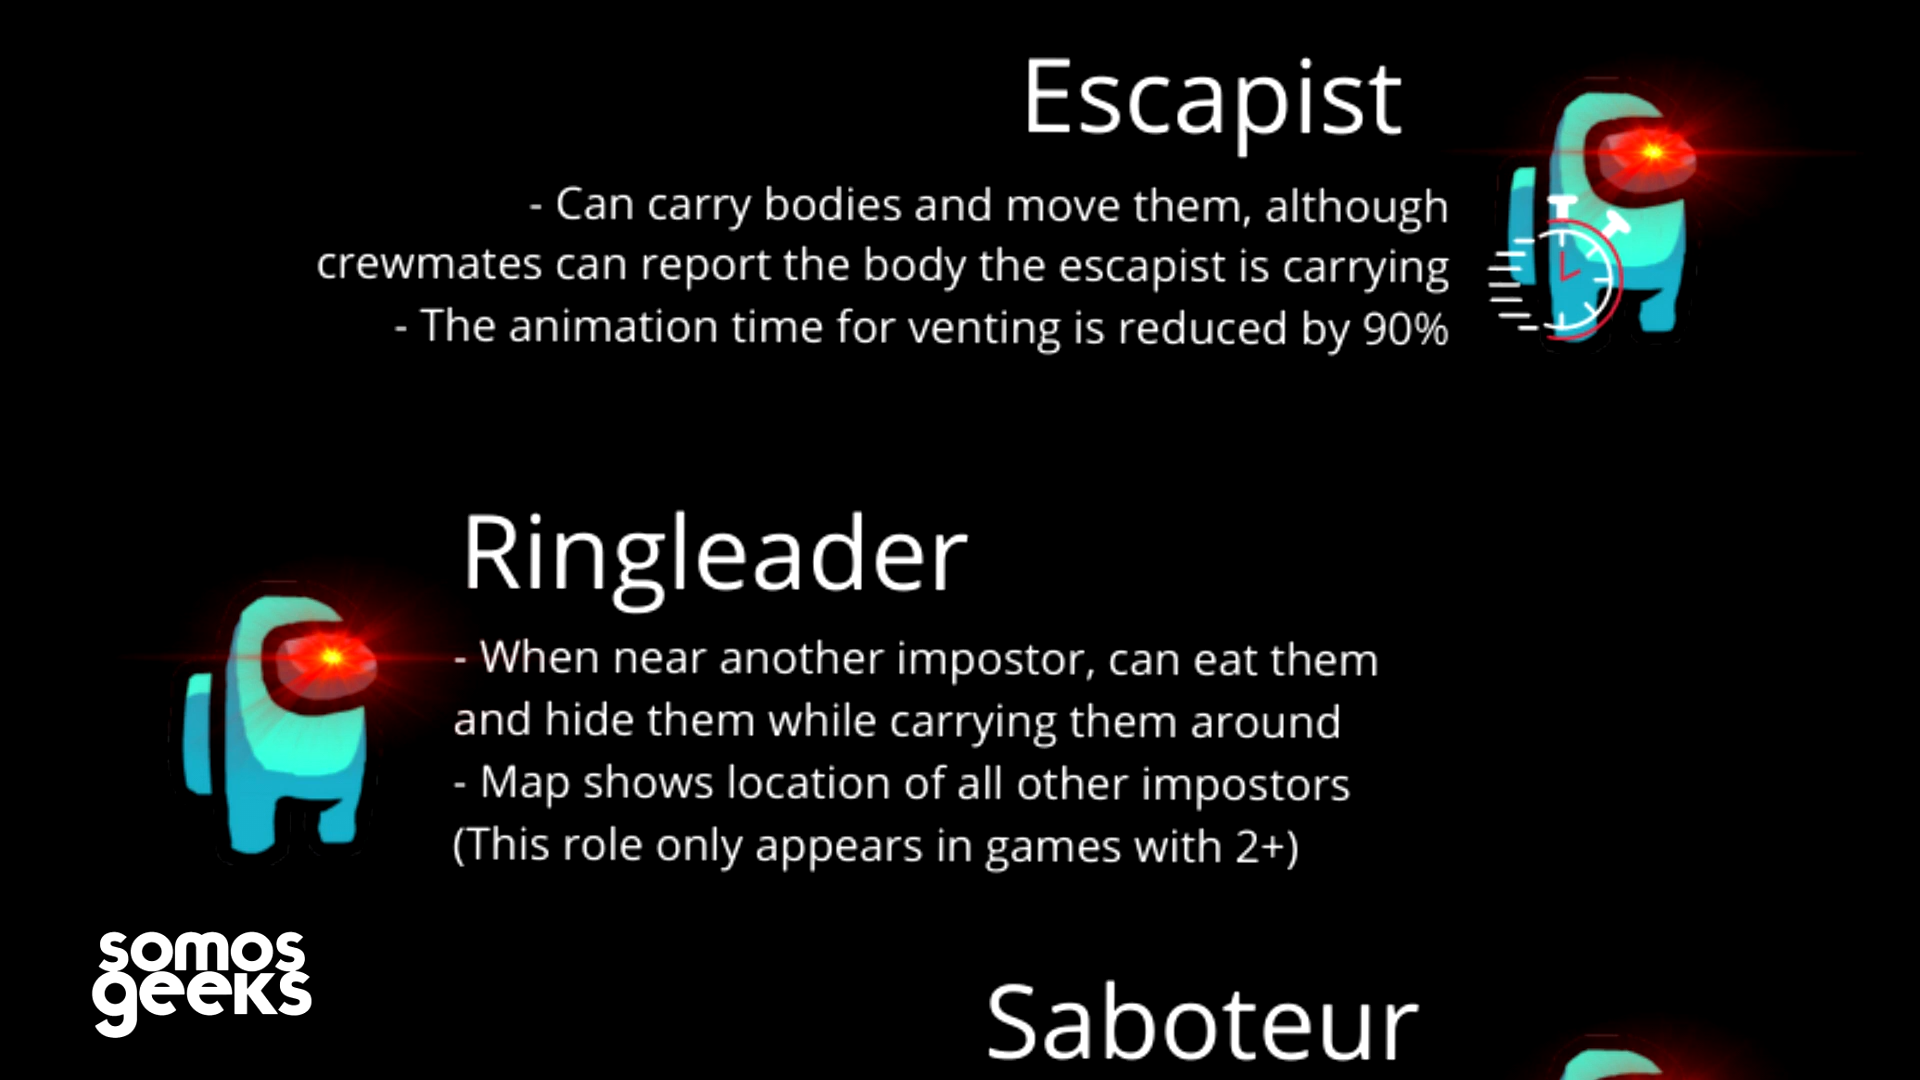 Escapist
- Can carry bodies and move them, although
crewmates can report the body the escapist is carrying
- The animation time for venting is reduced by 90%
Ringleader
- When near another impostor, can eat them
and hide them while carrying them around
- Map shows location of all other impostors
(This role only appears in games with 2+)
somos
geeks
Saboteur